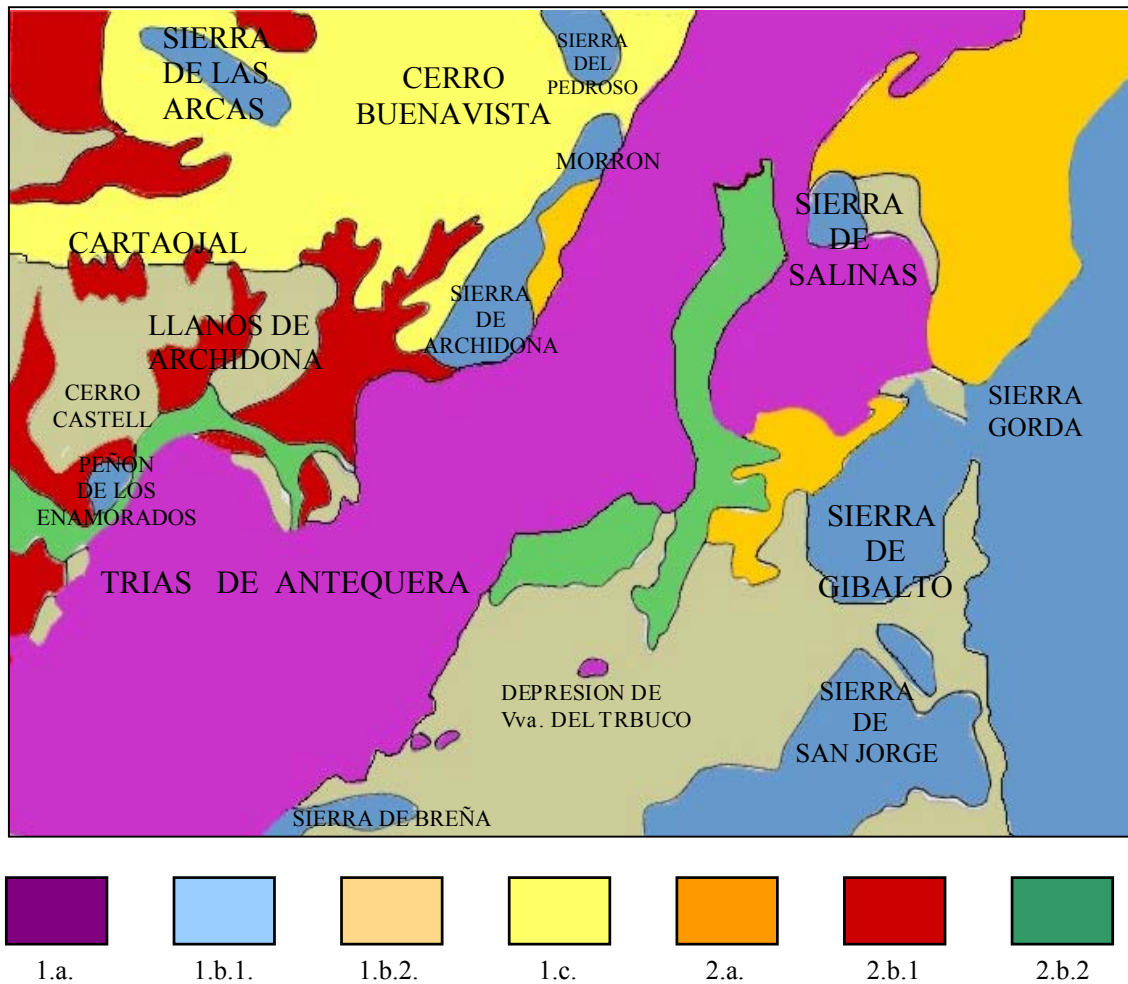 SIERRA
DE LAS
ARCAS
SIERRA
DEL
PEDROSO
CERRO
BUENAVISTA
MORRON
SIERRA
DE
SALINAS
CARTAOJAL
SIERRA
DE
ARCHIDONA
LLANOS DE
ARCHIDONA
CERRO
CASTELL
SIERRA
GORDA
PEÑON
DE LOS
ENAMORADOS
SIERRA
DE
GIBALTO
TRIAS DE ANTEQUERA
DEPRESION DE
Vva. DEL TRBUCO
SIERRA
DE
SAN JORGE
SIERRA DE BREÑA
1.a.
1.b.1.
1.b.2.
1.c.
2.a.
2.b.1
2.b.2